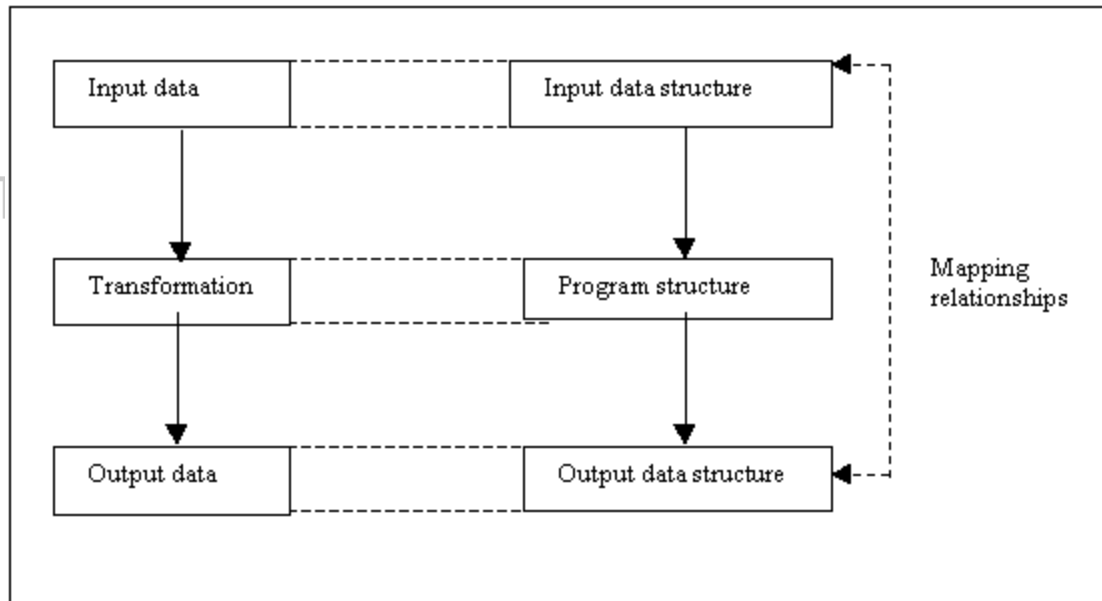 Input data
Input data structure
Transformation
Program structure
Mapping
relationships
Output data
Output data structure